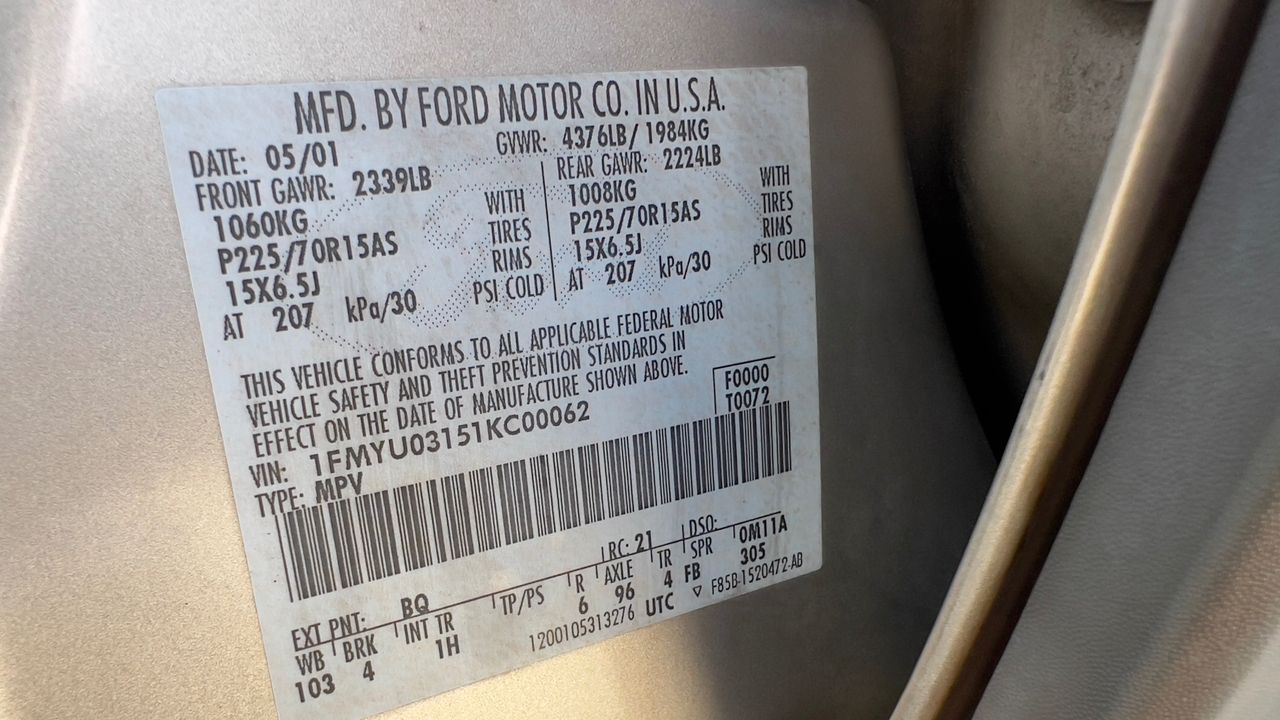 MFD. BY FORD MOTOR CO. IN U.S.A.
DATE: 05/01 GVWR: 4376LB/ 1984KG
FRONT GAWR: 2339LB REAR GAWR: 2224LB
1060KG WITH 1008KG WITH
P225/70R15AS TIRES P225/70R15AS TIRES
15X6.5J RIMS 15X6.5J RIMS
AT 207 kPa/30 PSI COLD AT 207 kPa/30 PSI COLD
THIS VEHICLE CONFORMS TO ALL APPLICABLE FEDERAL MOTOR
VEHICLE SAFETY AND THEFT PREVENTION STANDARDS IN
EFFECT ON THE DATE OF MANUFACTURE SHOWN ABOVE.
F0000
T0072
VIN: 1FMYU03151KC00062
TYPE: MPV
EXT PNT: BQ RC: 21 DSO:
WB BRK INT TR TP/PS R AXLE TR SPR 0M11A
103 4 1H 6 96 4 FB 305
1200105313276 UTC ▽ F85B-1520472-AB